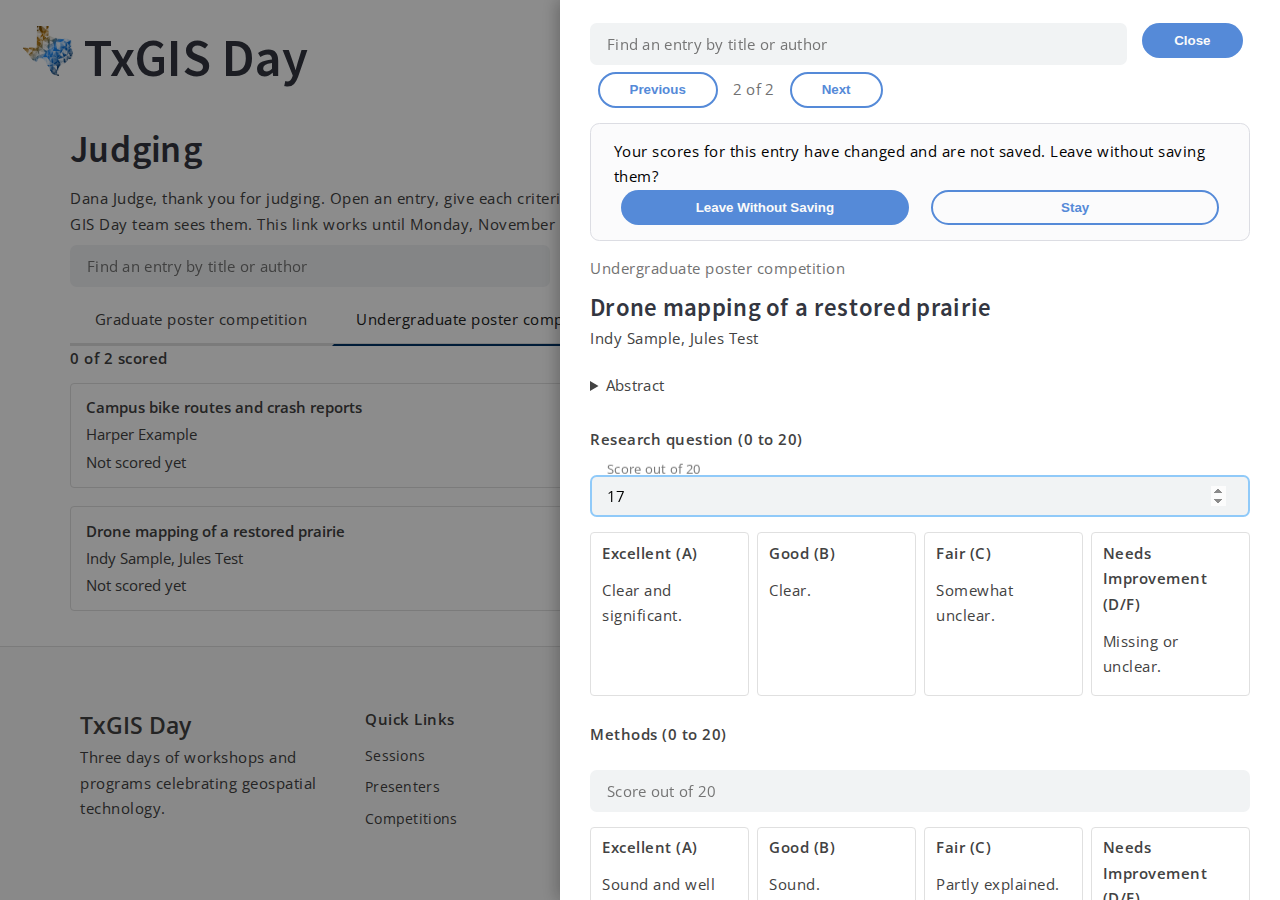 TxGIS Day
Judging
Dana Judge, thank you for judging. Open an entry, give each criteri
GIS Day team sees them. This link works until Monday, November
Find an entry by title or author
Graduate poster competition
Undergraduate poster comp
0 of 2 scored
Campus bike routes and crash reports
Harper Example
Not scored yet
Drone mapping of a restored prairie
Indy Sample, Jules Test
Not scored yet
TxGIS Day
Three days of workshops and
programs celebrating geospatial
technology.
Quick Links
Sessions
Presenters
Competitions
Find an entry by title or author
Close
Previous
2 of 2
Next
Your scores for this entry have changed and are not saved. Leave without saving
them?
Leave Without Saving
Stay
Undergraduate poster competition
Drone mapping of a restored prairie
Indy Sample, Jules Test
Abstract
Research question (0 to 20)
Score out of 20
17
Excellent (A)
Clear and
significant.
Good (B)
Clear.
Fair (C)
Somewhat
unclear.
Needs
Improvement
(D/F)
Missing or
unclear.
Methods (0 to 20)
Score out of 20
Excellent (A)
Sound and well
Good (B)
Sound.
Fair (C)
Partly explained.
Needs
Improvement
(D/F)